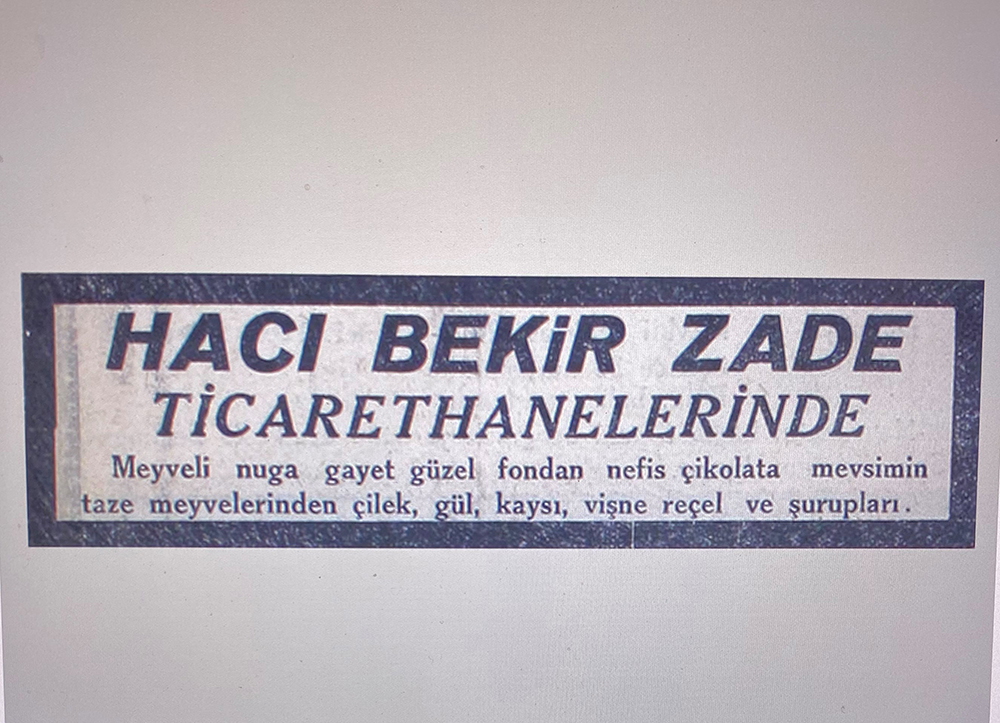 HACI BEKİR ZADE
TİCARETHANELERİNDE
Meyveli nuga gayet güzel fondan nefis çikolata mevsimin
taze meyvelerinden çilek, gül, kaysı, vişne reçel ve şurupları.